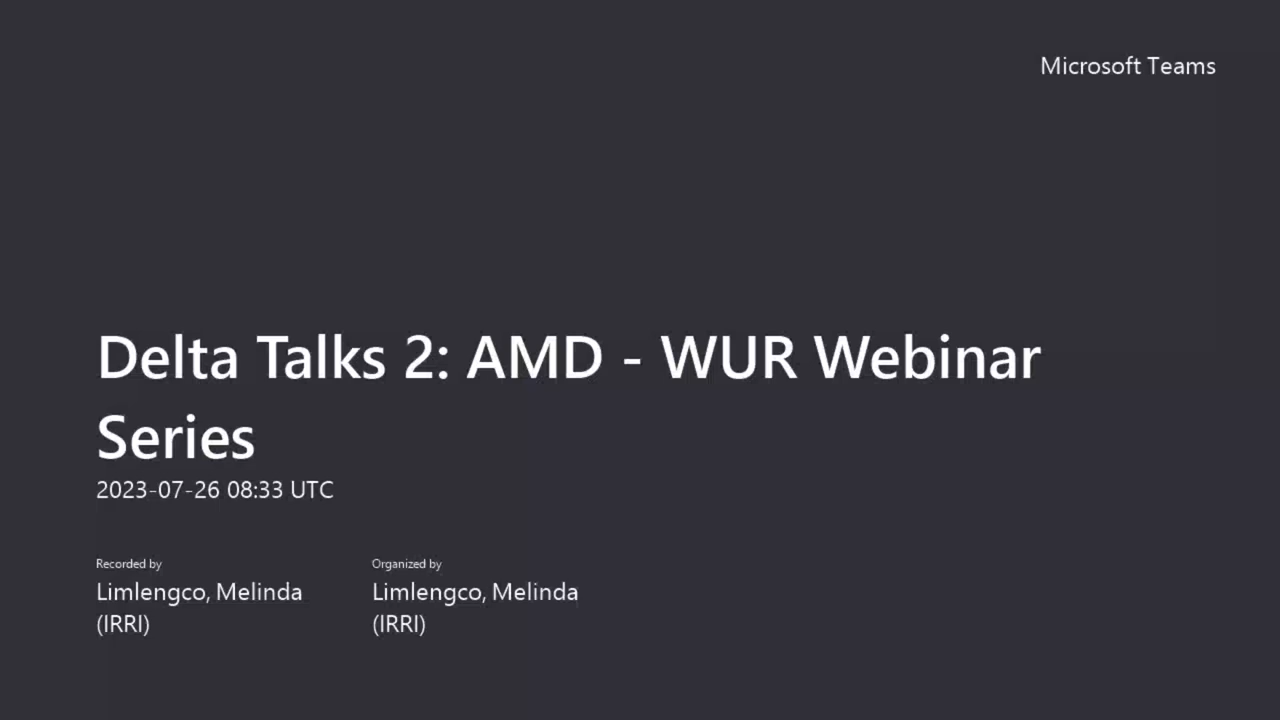 Microsoft Teams
Delta Talks 2: AMD - WUR Webinar
Series
2023-07-26 08:33 UTC
Recorded by
Limlengco, Melinda
(IRRI)
Organized by
Limlengco, Melinda
(IRRI)